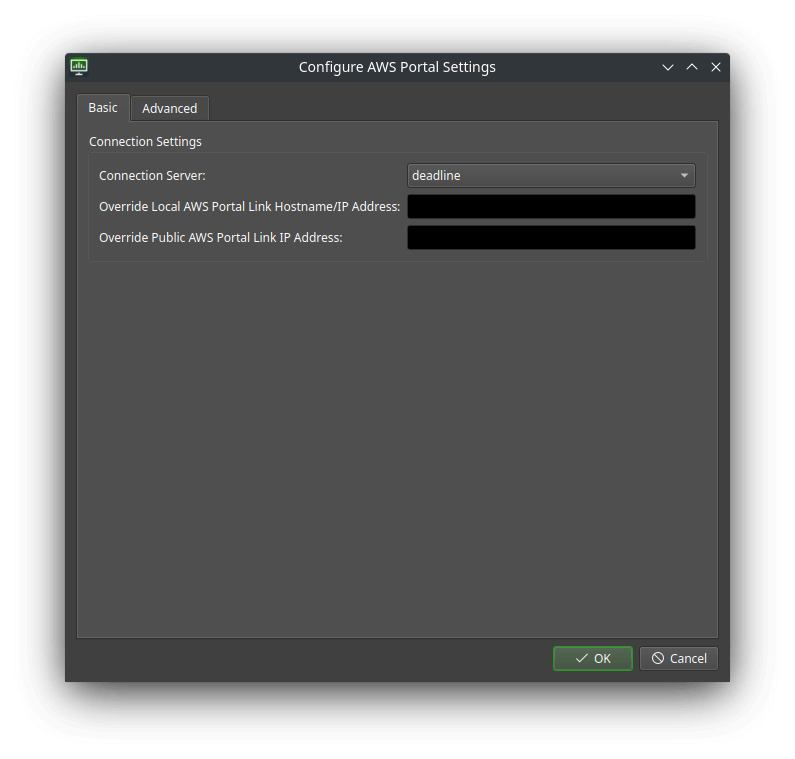 Configure AWS Portal Settings
Basic Advanced
Connection Settings
Connection Server: deadline
Override Local AWS Portal Link Hostname/IP Address:
Override Public AWS Portal Link IP Address:
OK Cancel